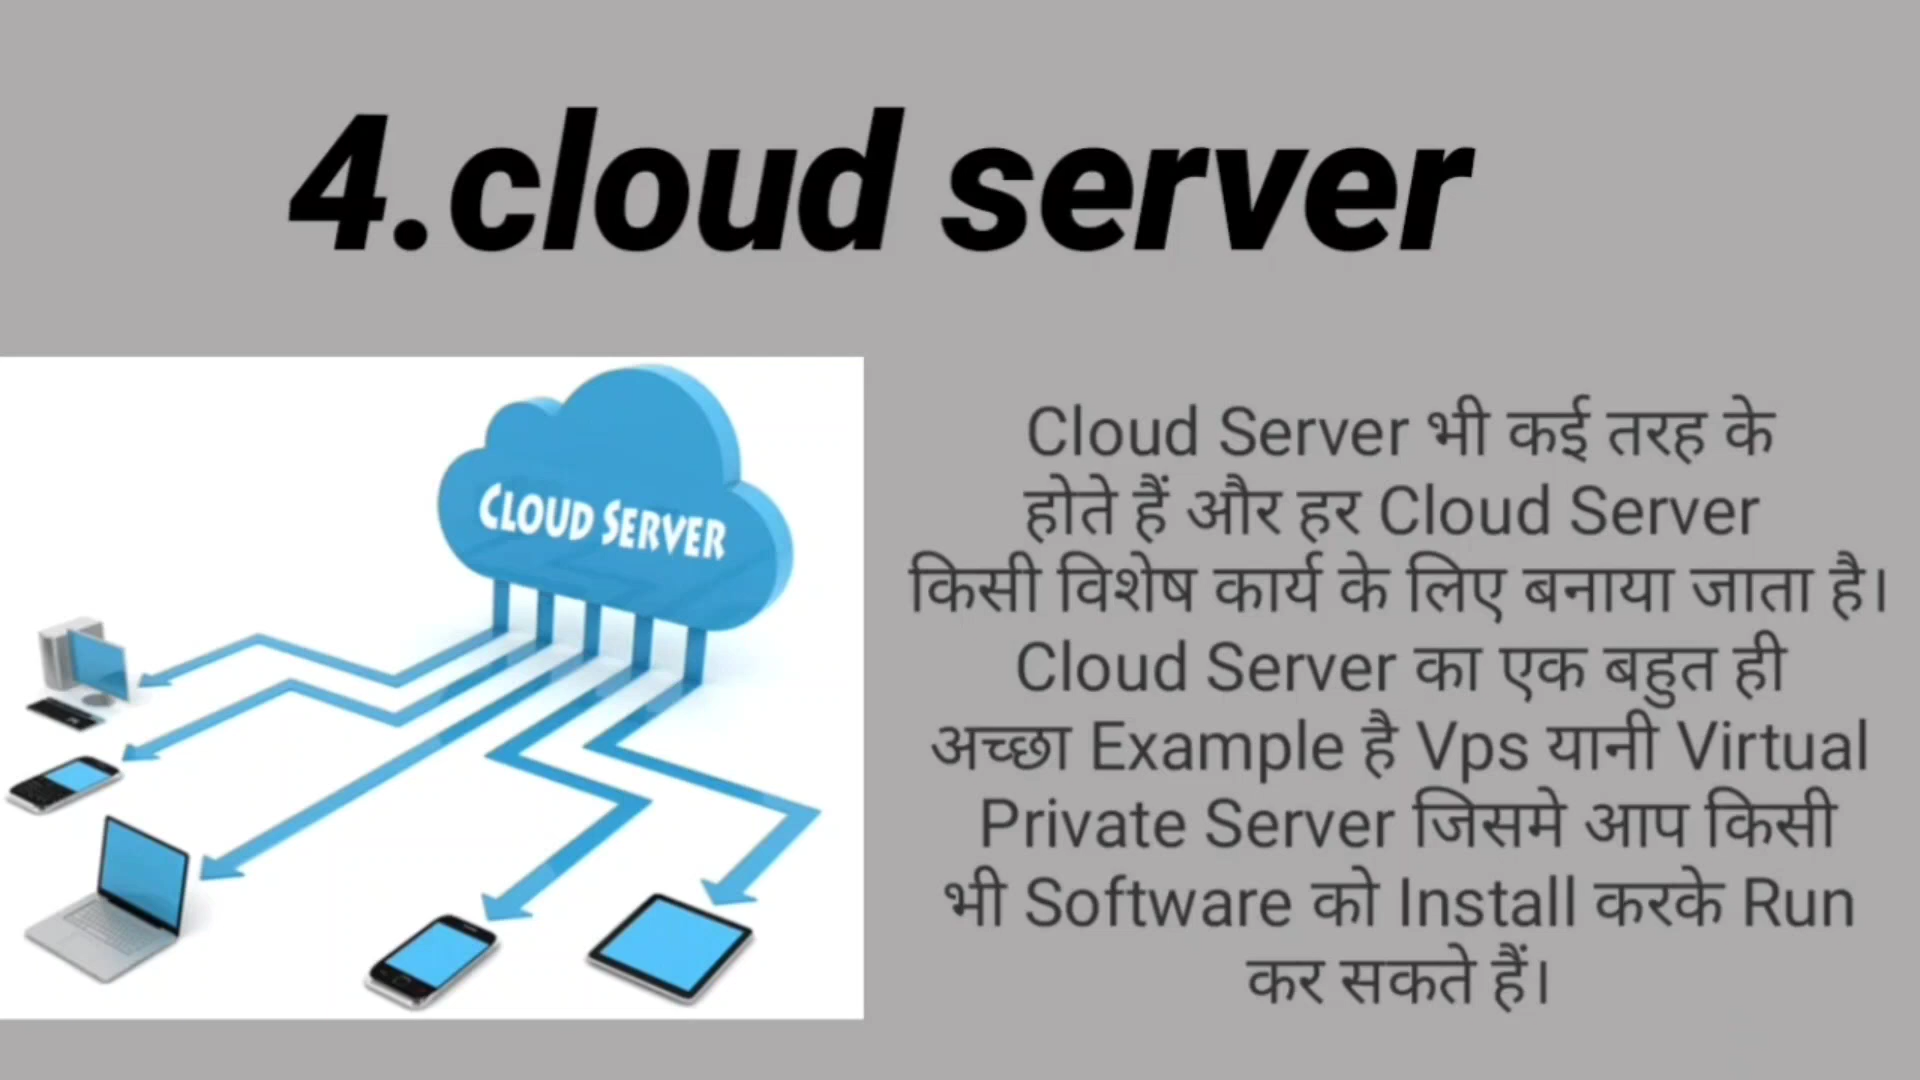 4.cloud server
CLOUD SERVER
Cloud Server भी कई तरह के
होते हैं और हर Cloud Server
किसी विशेष कार्य के लिए बनाया जाता है।
Cloud Server का एक बहुत ही
अच्छा Example है Vps यानी Virtual
Private Server जिसमे आप किसी
भी Software को Install करके Run
कर सकते हैं।